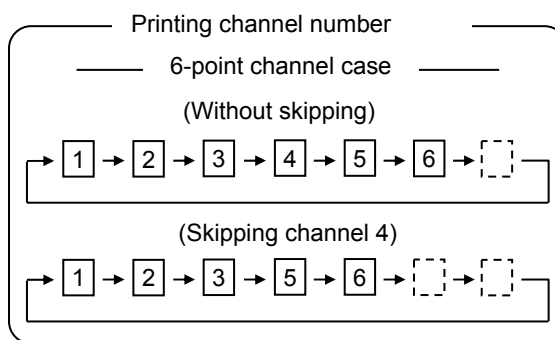 Printing channel number
6-point channel case
(Without skipping)
1 2 3 4 5 6
(Skipping channel 4)
1 2 3 5 6